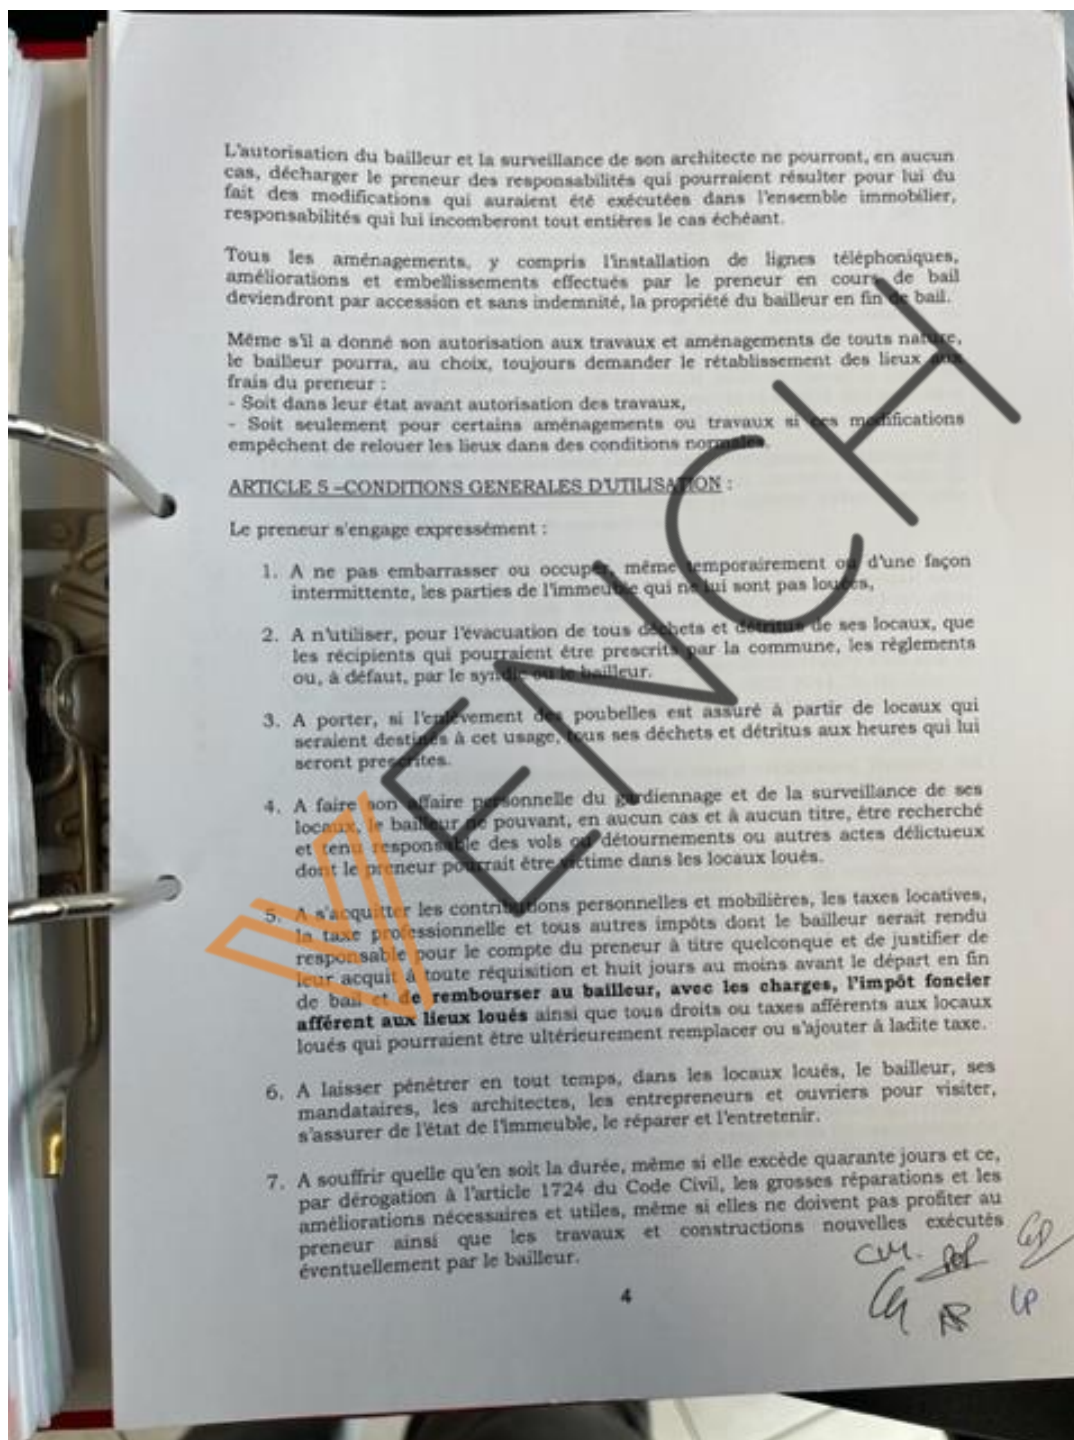 L'autorisation du bailleur et la surveillance de son architecte ne pourront, en aucun
cas, décharger le preneur des responsabilités qui pourraient résulter pour lui du
fait des modifications qui auraient été exécutées dans l'ensemble immobilier,
responsabilités qui lui incomberont tout entières le cas échéant.
Tous les aménagements, y compris l'installation de lignes téléphoniques,
améliorations et embellissements effectués par le preneur en cours de bail
deviendront par accession et sans indemnité, la propriété du bailleur en fin de bail.
Même s'il a donné son autorisation aux travaux et aménagements de touts nature,
le bailleur pourra, au choix, toujours demander le rétablissement des lieux aux
frais du preneur :
- Soit dans leur état avant autorisation des travaux,
- Soit seulement pour certains aménagements ou travaux si ces modifications
empêchent de relouer les lieux dans des conditions normales.
ARTICLE 5 –CONDITIONS GENERALES D'UTILISATION :
Le preneur s'engage expressément :
1. A ne pas embarrasser ou occuper, même temporairement ou d'une façon
intermittente, les parties de l'immeuble qui ne lui sont pas louées,
2. A n'utiliser, pour l'évacuation de tous déchets et détritus de ses locaux, que
les récipients qui pourraient être prescrits par la commune, les règlements
ou, à défaut, par le syndic ou le bailleur.
3. A porter, si l'enlèvement des poubelles est assuré à partir de locaux qui
seraient destinés à cet usage, tous ses déchets et détritus aux heures qui lui
seront prescrites.
4. A faire son affaire personnelle du gardiennage et de la surveillance de ses
locaux, le bailleur ne pouvant, en aucun cas et à aucun titre, être recherché
et tenu responsable des vols ou détournements ou autres actes délictueux
dont le preneur pourrait être victime dans les locaux loués.
5. A s'acquitter les contributions personnelles et mobilières, les taxes locatives,
la taxe professionnelle et tous autres impôts dont le bailleur serait rendu
responsable pour le compte du preneur à titre quelconque et de justifier de
leur acquit à toute réquisition et huit jours au moins avant le départ en fin
de bail et de rembourser au bailleur, avec les charges, l'impôt foncier
afférent aux lieux loués ainsi que tous droits ou taxes afférents aux locaux
loués qui pourraient être ultérieurement remplacer ou s'ajouter à ladite taxe.
6. A laisser pénétrer en tout temps, dans les locaux loués, le bailleur, ses
mandataires, les architectes, les entrepreneurs et ouvriers pour visiter,
s'assurer de l'état de l'immeuble, le réparer et l'entretenir.
7. A souffrir quelle qu'en soit la durée, même si elle excède quarante jours et ce,
par dérogation à l'article 1724 du Code Civil, les grosses réparations et les
améliorations nécessaires et utiles, même si elles ne doivent pas profiter au
preneur ainsi que les travaux et constructions nouvelles exécutés
éventuellement par le bailleur.
4
VENCH